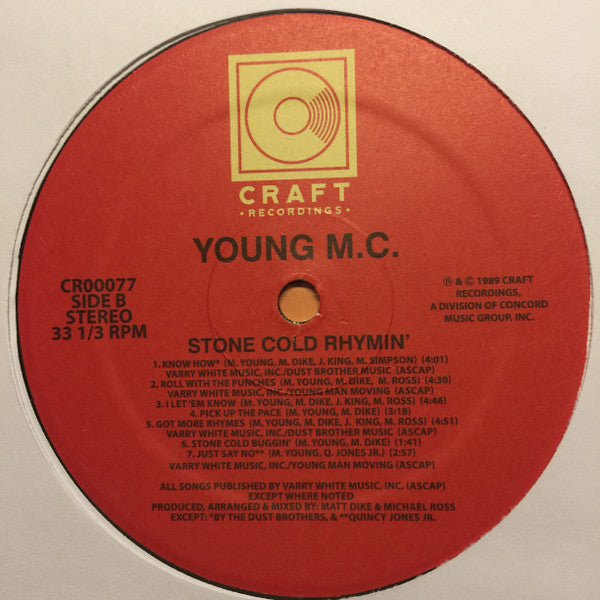 CRAFT
• RECORDINGS •
YOUNG M.C.
CR00077
SIDE B
STEREO
33 1/3 RPM
℗ & © 1989 CRAFT
RECORDINGS,
A DIVISION OF CONCORD
MUSIC GROUP, INC.
STONE COLD RHYMIN'
1. KNOW HOW* (M. YOUNG, M. DIKE, J. KING, M. SIMPSON) (4:01)
VARRY WHITE MUSIC, INC./DUST BROTHER MUSIC (ASCAP)
2. ROLL WITH THE PUNCHES (M. YOUNG, M. DIKE, M. ROSS) (4:30)
VARRY WHITE MUSIC, INC./YOUNG MAN MOVING (ASCAP)
3. I LET 'EM KNOW (M. YOUNG, M. DIKE, J. KING, M. ROSS) (4:46)
4. PICK UP THE PACE (M. YOUNG, M. DIKE) (3:18)
5. GOT MORE RHYMES (M. YOUNG, M. DIKE, J. KING, M. ROSS) (4:51)
VARRY WHITE MUSIC, INC./DUST BROTHER MUSIC (ASCAP)
6. STONE COLD BUGGIN' (M. YOUNG, M. DIKE) (1:41)
7. JUST SAY NO** (M. YOUNG, Q. JONES JR.) (2:57)
VARRY WHITE MUSIC, INC./YOUNG MAN MOVING (ASCAP)
ALL SONGS PUBLISHED BY VARRY WHITE MUSIC, INC. (ASCAP)
EXCEPT WHERE NOTED
PRODUCED, ARRANGED & MIXED BY: MATT DIKE & MICHAEL ROSS
EXCEPT: *BY THE DUST BROTHERS, & **QUINCY JONES JR.